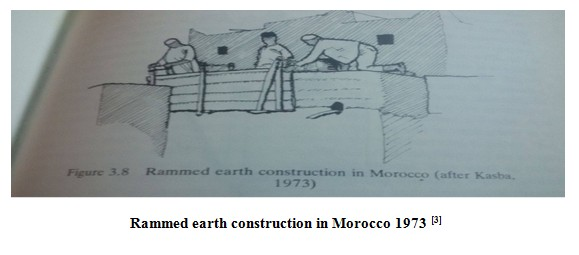 Figure 3.8 Rammed earth construction in Morocco (after Kasba,
1973)
Rammed earth construction in Morocco 1973 [3]